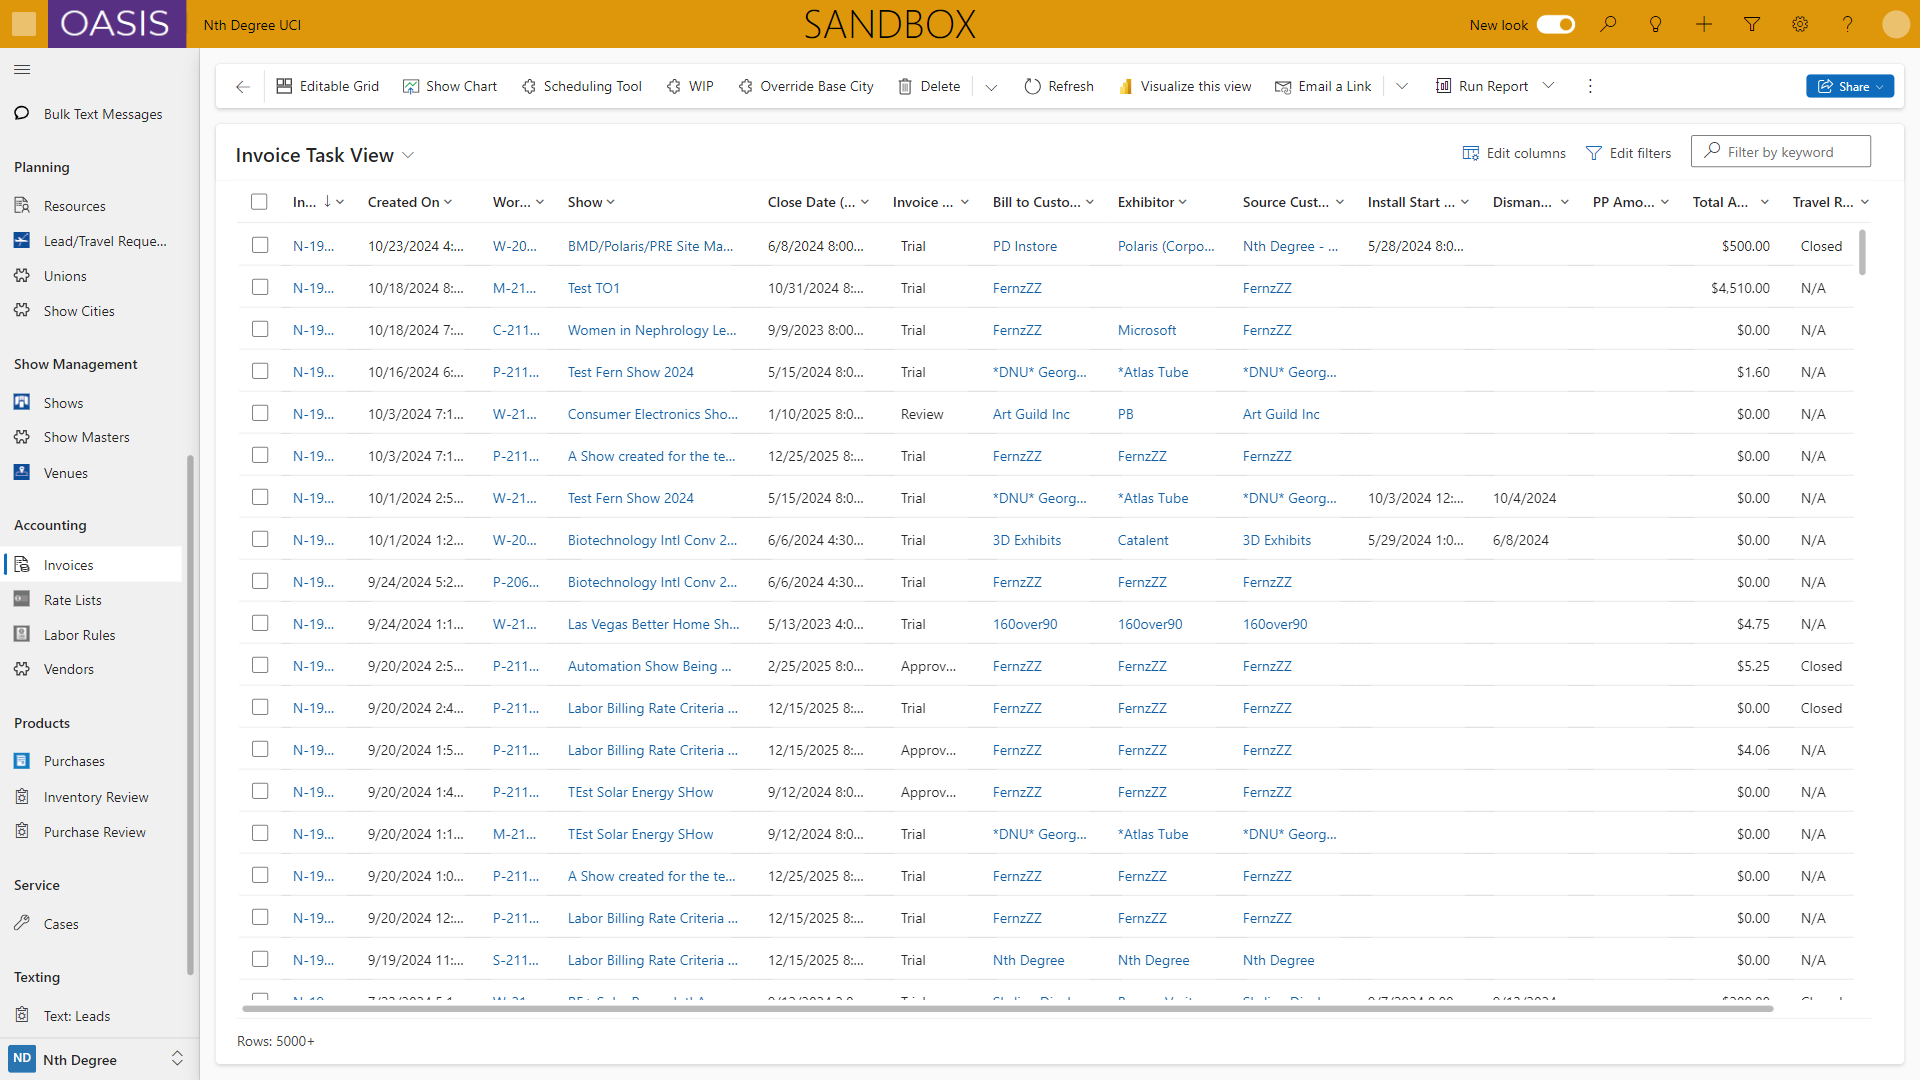 OASIS Nth Degree UCI SANDBOX New look
Editable Grid Show Chart Scheduling Tool WIP Override Base City Delete Refresh Visualize this view Email a Link Run Report Share
Bulk Text Messages
Planning
Resources
Lead/Travel Reque...
Unions
Show Cities
Show Management
Shows
Show Masters
Venues
Accounting
Invoices
Rate Lists
Labor Rules
Vendors
Products
Purchases
Inventory Review
Purchase Review
Service
Cases
Texting
Text: Leads
ND Nth Degree
Invoice Task View Edit columns Edit filters Filter by keyword
In... Created On Wor... Show Close Date (... Invoice ... Bill to Custo... Exhibitor Source Cust... Install Start ... Disman... PP Amo... Total A... Travel R...
N-19... 10/23/2024 4:... W-20... BMD/Polaris/PRE Site Ma... 6/8/2024 8:00... Trial PD Instore Polaris (Corpo... Nth Degree - ... 5/28/2024 8:0... $500.00 Closed
N-19... 10/18/2024 8:... M-21... Test TO1 10/31/2024 8:... Trial FernzZZ FernzZZ $4,510.00 N/A
N-19... 10/18/2024 7:... C-211... Women in Nephrology Le... 9/9/2023 8:00... Trial FernzZZ Microsoft FernzZZ $0.00 N/A
N-19... 10/16/2024 6:... P-211... Test Fern Show 2024 5/15/2024 8:0... Trial *DNU* Georg... *Atlas Tube *DNU* Georg... $1.60 N/A
N-19... 10/3/2024 7:1... W-21... Consumer Electronics Sho... 1/10/2025 8:0... Review Art Guild Inc PB Art Guild Inc $0.00 N/A
N-19... 10/3/2024 7:1... P-211... A Show created for the te... 12/25/2025 8:... Trial FernzZZ FernzZZ FernzZZ $0.00 N/A
N-19... 10/1/2024 2:5... W-21... Test Fern Show 2024 5/15/2024 8:0... Trial *DNU* Georg... *Atlas Tube *DNU* Georg... 10/3/2024 12:... 10/4/2024 $0.00 N/A
N-19... 10/1/2024 1:2... W-20... Biotechnology Intl Conv 2... 6/6/2024 4:30... Trial 3D Exhibits Catalent 3D Exhibits 5/29/2024 1:0... 6/8/2024 $0.00 N/A
N-19... 9/24/2024 5:2... P-206... Biotechnology Intl Conv 2... 6/6/2024 4:30... Trial FernzZZ FernzZZ FernzZZ $0.00 N/A
N-19... 9/24/2024 1:1... W-21... Las Vegas Better Home Sh... 5/13/2023 4:0... Trial 160over90 160over90 160over90 $4.75 N/A
N-19... 9/20/2024 2:5... P-211... Automation Show Being ... 2/25/2025 8:0... Approv... FernzZZ FernzZZ FernzZZ $5.25 Closed
N-19... 9/20/2024 2:4... P-211... Labor Billing Rate Criteria ... 12/15/2025 8:... Trial FernzZZ FernzZZ FernzZZ $0.00 Closed
N-19... 9/20/2024 1:5... P-211... Labor Billing Rate Criteria ... 12/15/2025 8:... Approv... FernzZZ FernzZZ FernzZZ $4.06 N/A
N-19... 9/20/2024 1:4... P-211... TEst Solar Energy SHow 9/12/2024 8:0... Approv... FernzZZ FernzZZ FernzZZ $0.00 N/A
N-19... 9/20/2024 1:1... M-21... TEst Solar Energy SHow 9/12/2024 8:0... Trial *DNU* Georg... *Atlas Tube *DNU* Georg... $0.00 N/A
N-19... 9/20/2024 1:0... P-211... A Show created for the te... 12/25/2025 8:... Trial FernzZZ FernzZZ FernzZZ $0.00 N/A
N-19... 9/20/2024 12:... P-211... Labor Billing Rate Criteria ... 12/15/2025 8:... Trial FernzZZ FernzZZ FernzZZ $0.00 N/A
N-19... 9/19/2024 11:... S-211... Labor Billing Rate Criteria ... 12/15/2025 8:... Trial Nth Degree Nth Degree Nth Degree $0.00 N/A
Rows: 5000+